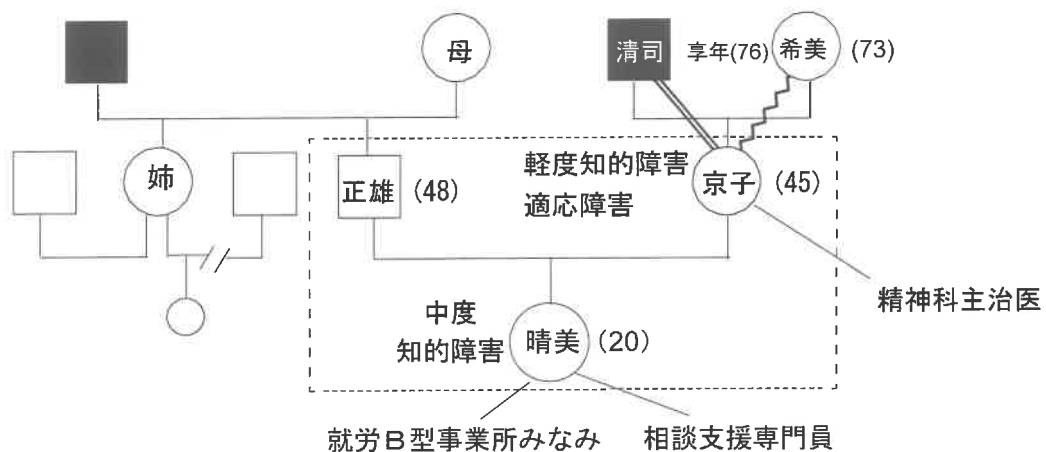 母
清司
享年(76)
希美
(73)
姉
正雄
(48)
軽度知的障害
適応障害
京子
(45)
精神科主治医
中度
知的障害
晴美
(20)
就労B型事業所みなみ
相談支援専門員